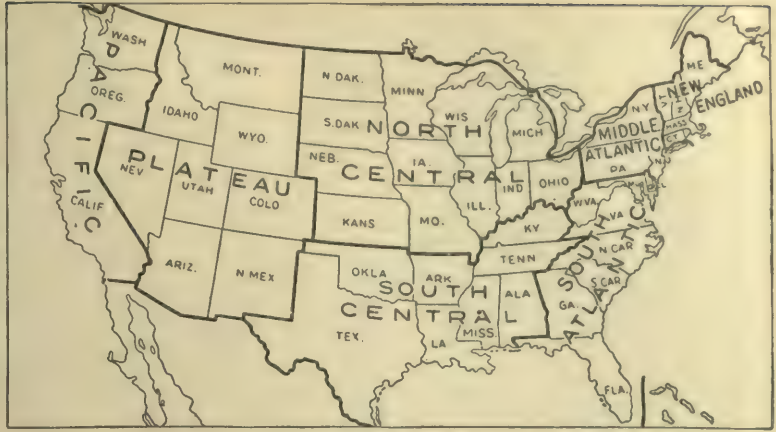 WASH
MONT.
N DAK.
MINN
ME
OREG.
IDAHO
WYO.
S.DAK
WIS
MICH
N.Y
VT
N H
NEW
ENGLAND
MASS
CT
MIDDLE
ATLANTIC
PA
PACIFIC
NORTH
CENTRAL
PLATEAU
NEV
UTAH
COLO
CALIF
NEB.
IA.
ILL.
IND
OHIO
KANS
MO.
KY
W.VA
VA
ARIZ.
N MEX
OKLA
ARK
TENN
N CAR
S CAR
SOUTH
ATLANTIC
SOUTH
CENTRAL
TEX.
LA
MISS.
ALA
GA.
FLA.